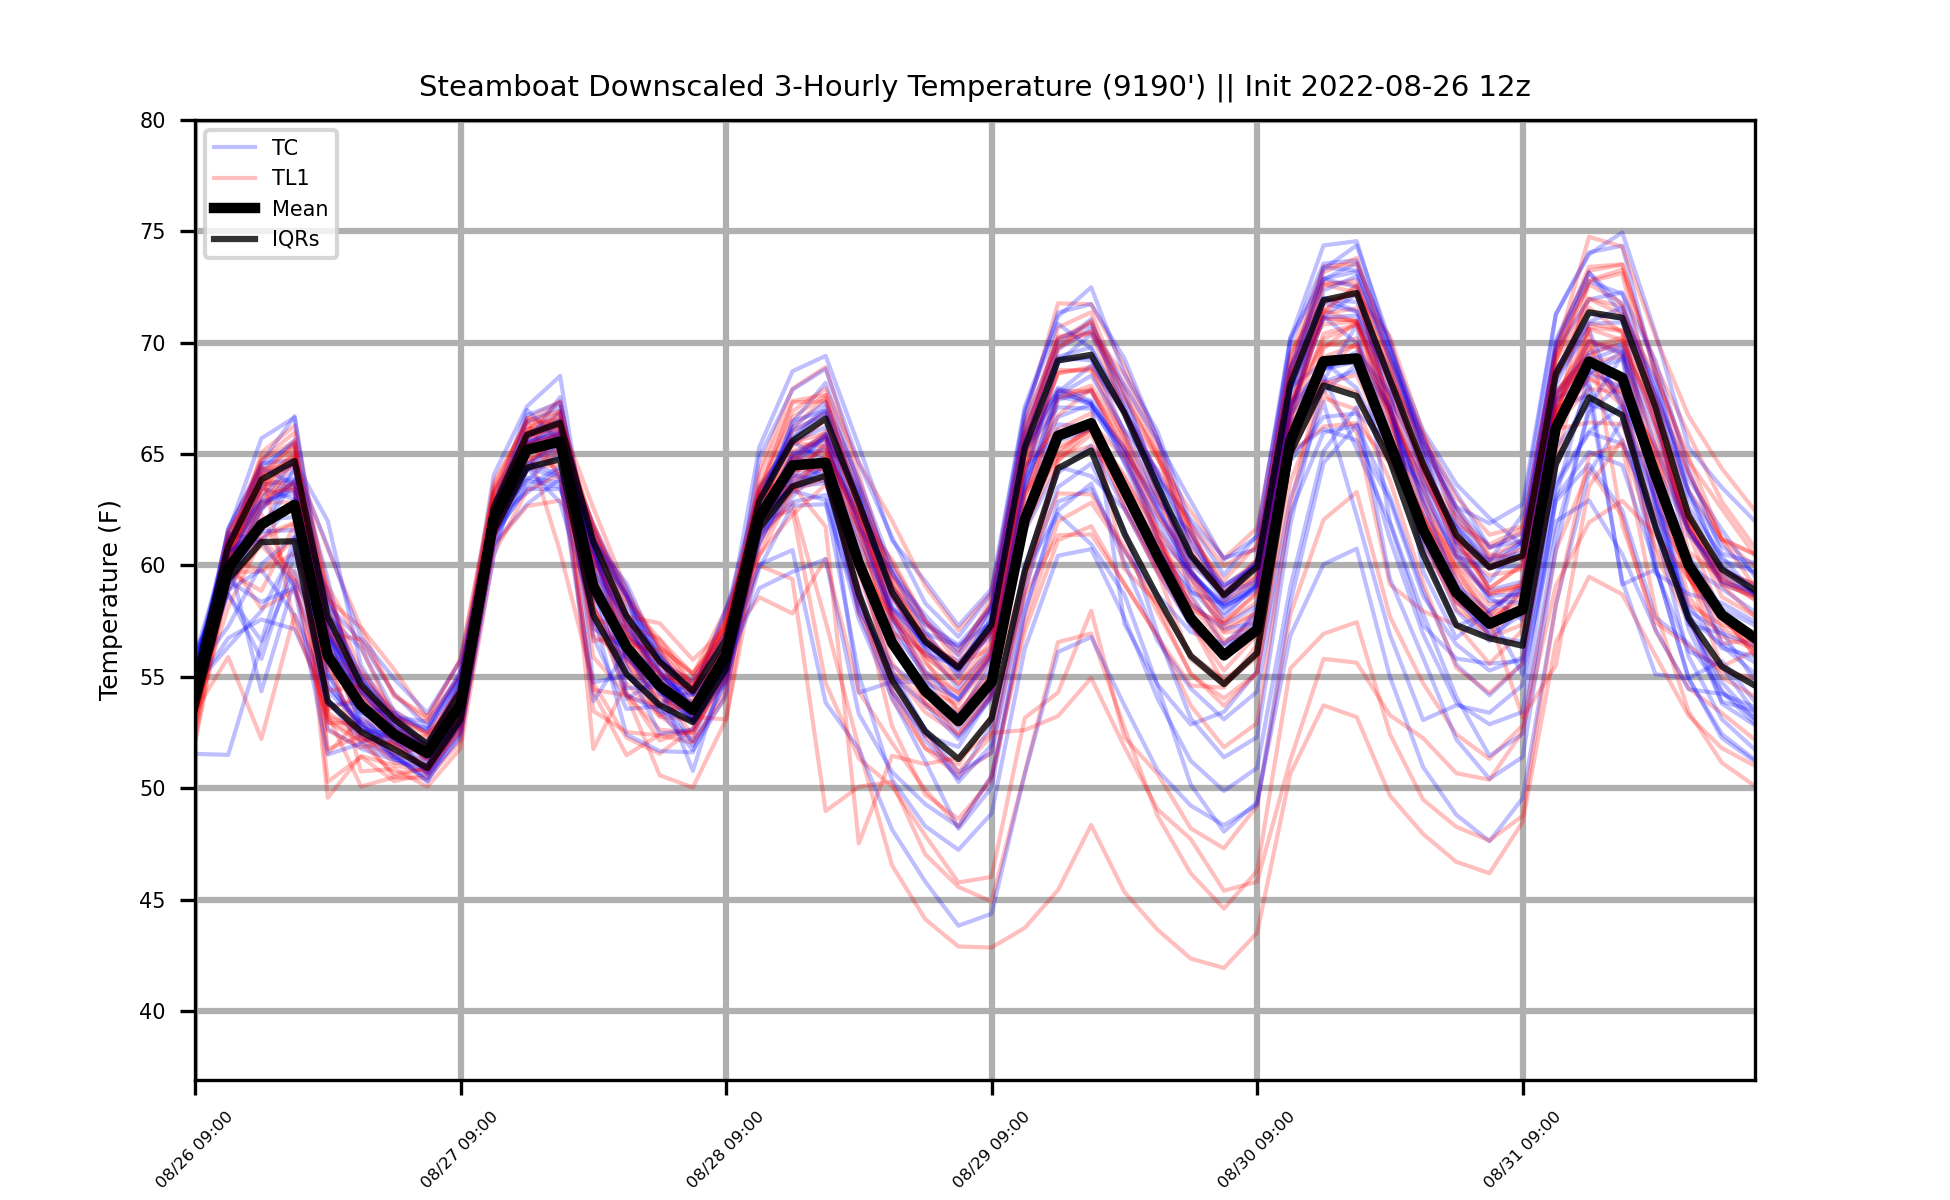 Steamboat Downscaled 3-Hourly Temperature (9190') || Init 2022-08-26 12z
TC
TL1
Mean
IQRs
Temperature (F)
80
75
70
65
60
55
50
45
40
08/26 09:00
08/27 09:00
08/28 09:00
08/29 09:00
08/30 09:00
08/31 09:00